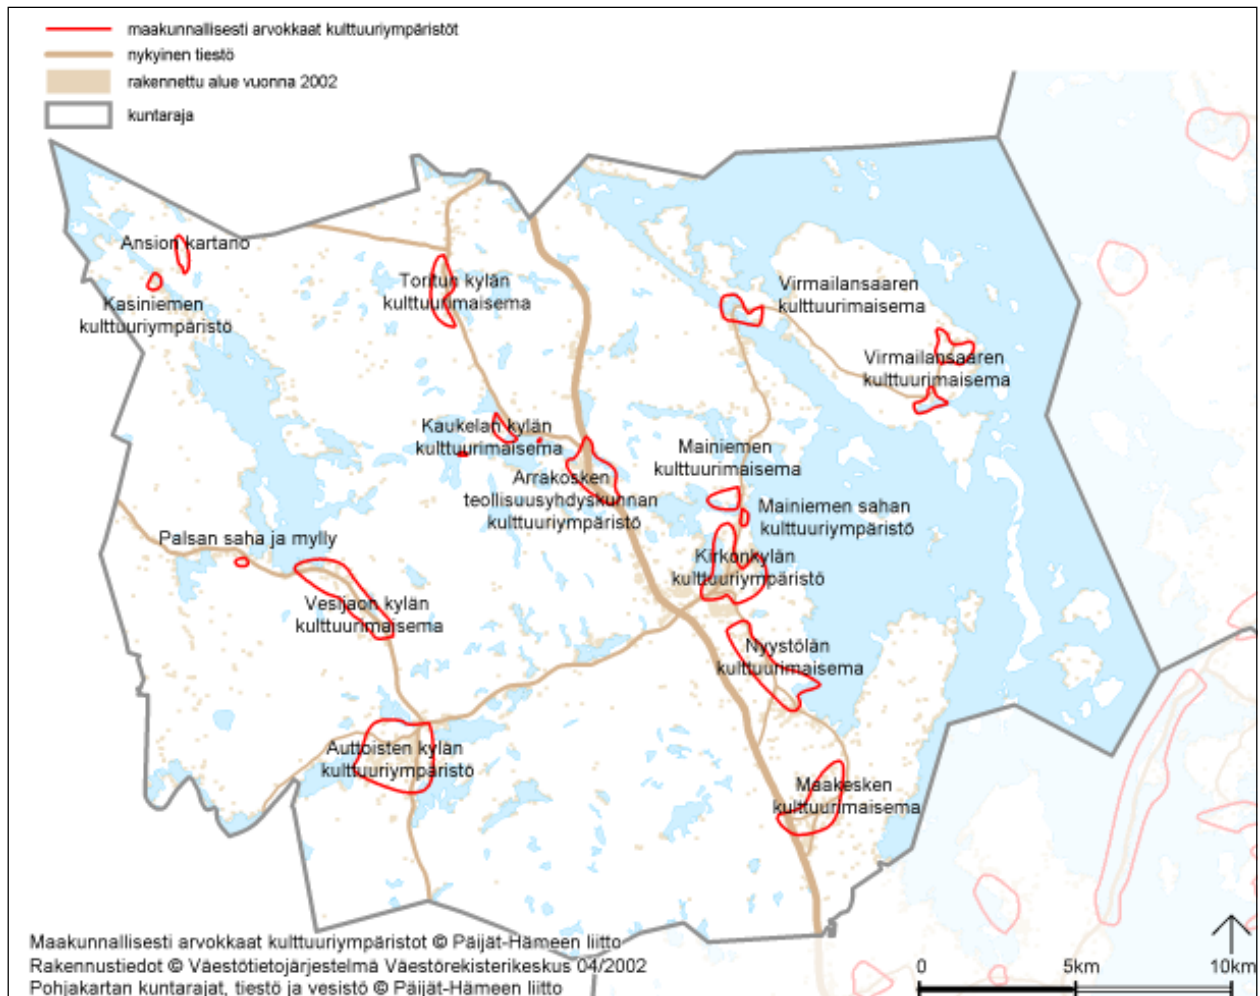 maakunnallisesti arvokkaat kulttuuriympäristöt
nykyinen tiestö
rakennettu alue vuonna 2002
kuntaraja
Ansion kartano
Kasiniemen
kulttuuriympäristö
Toritun kylän
kulttuurimaisema
Virmailansaaren
kulttuurimaisema
Virmailansaaren
kulttuurimaisema
Kaukelan kylän
kulttuurimaisema
Mainiemen
kulttuurimaisema
Arrakosken
teollisuusyhdyskunnan
kulttuuriympäristö
Mainiemen sahan
kulttuuriympäristö
Palsan saha ja mylly
Kirkonkylän
kulttuuriympäristö
Vesijaon kylän
kulttuurimaisema
Nyystölän
kulttuurimaisema
Auttoisten kylän
kulttuuriympäristö
Maakesken
kulttuurimaisema
Maakunnallisesti arvokkaat kulttuuriympäristot © Päijät-Hämeen liitto
Rakennustiedot © Väestötietojärjestelmä Väestörekisterikeskus 04/2002
Pohjakartan kuntarajat, tiestö ja vesistö © Päijät-Hämeen liitto
0 5km 10km